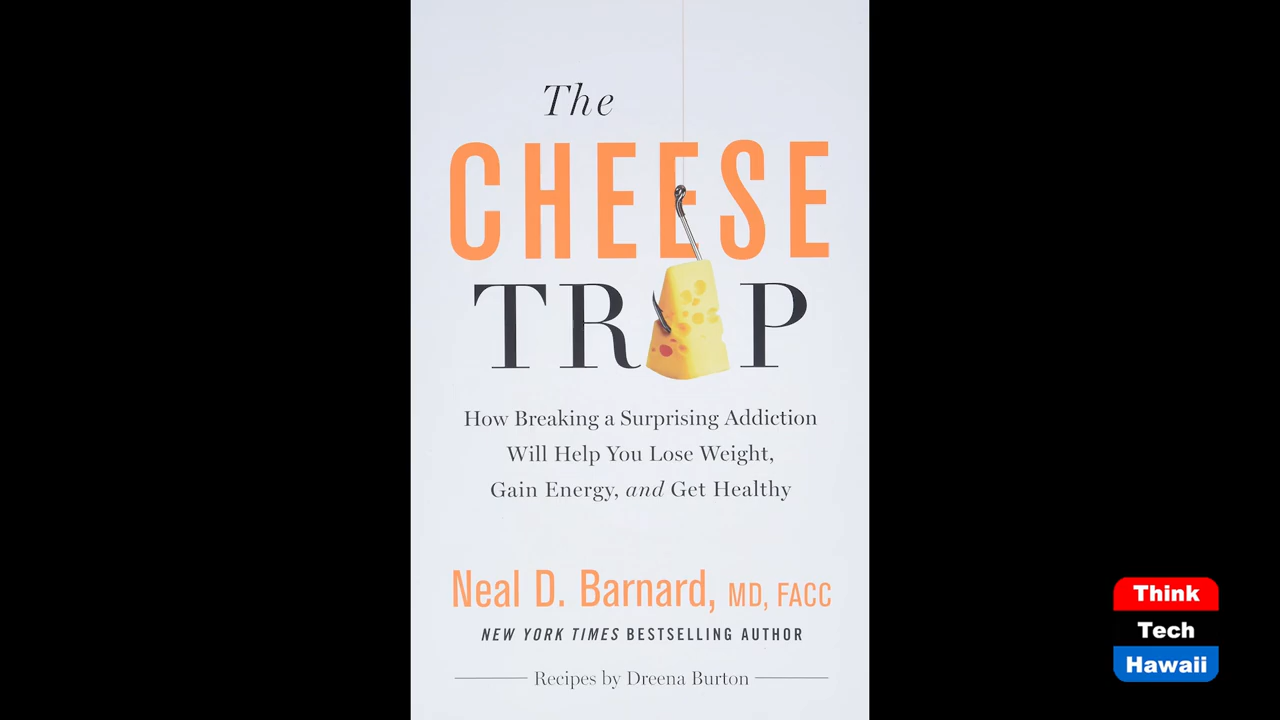 The
CHEESE
TRAP
How Breaking a Surprising Addiction
Will Help You Lose Weight,
Gain Energy, and Get Healthy
Neal D. Barnard, MD, FACC
NEW YORK TIMES BESTSELLING AUTHOR
Recipes by Dreena Burton
Think
Tech
Hawaii